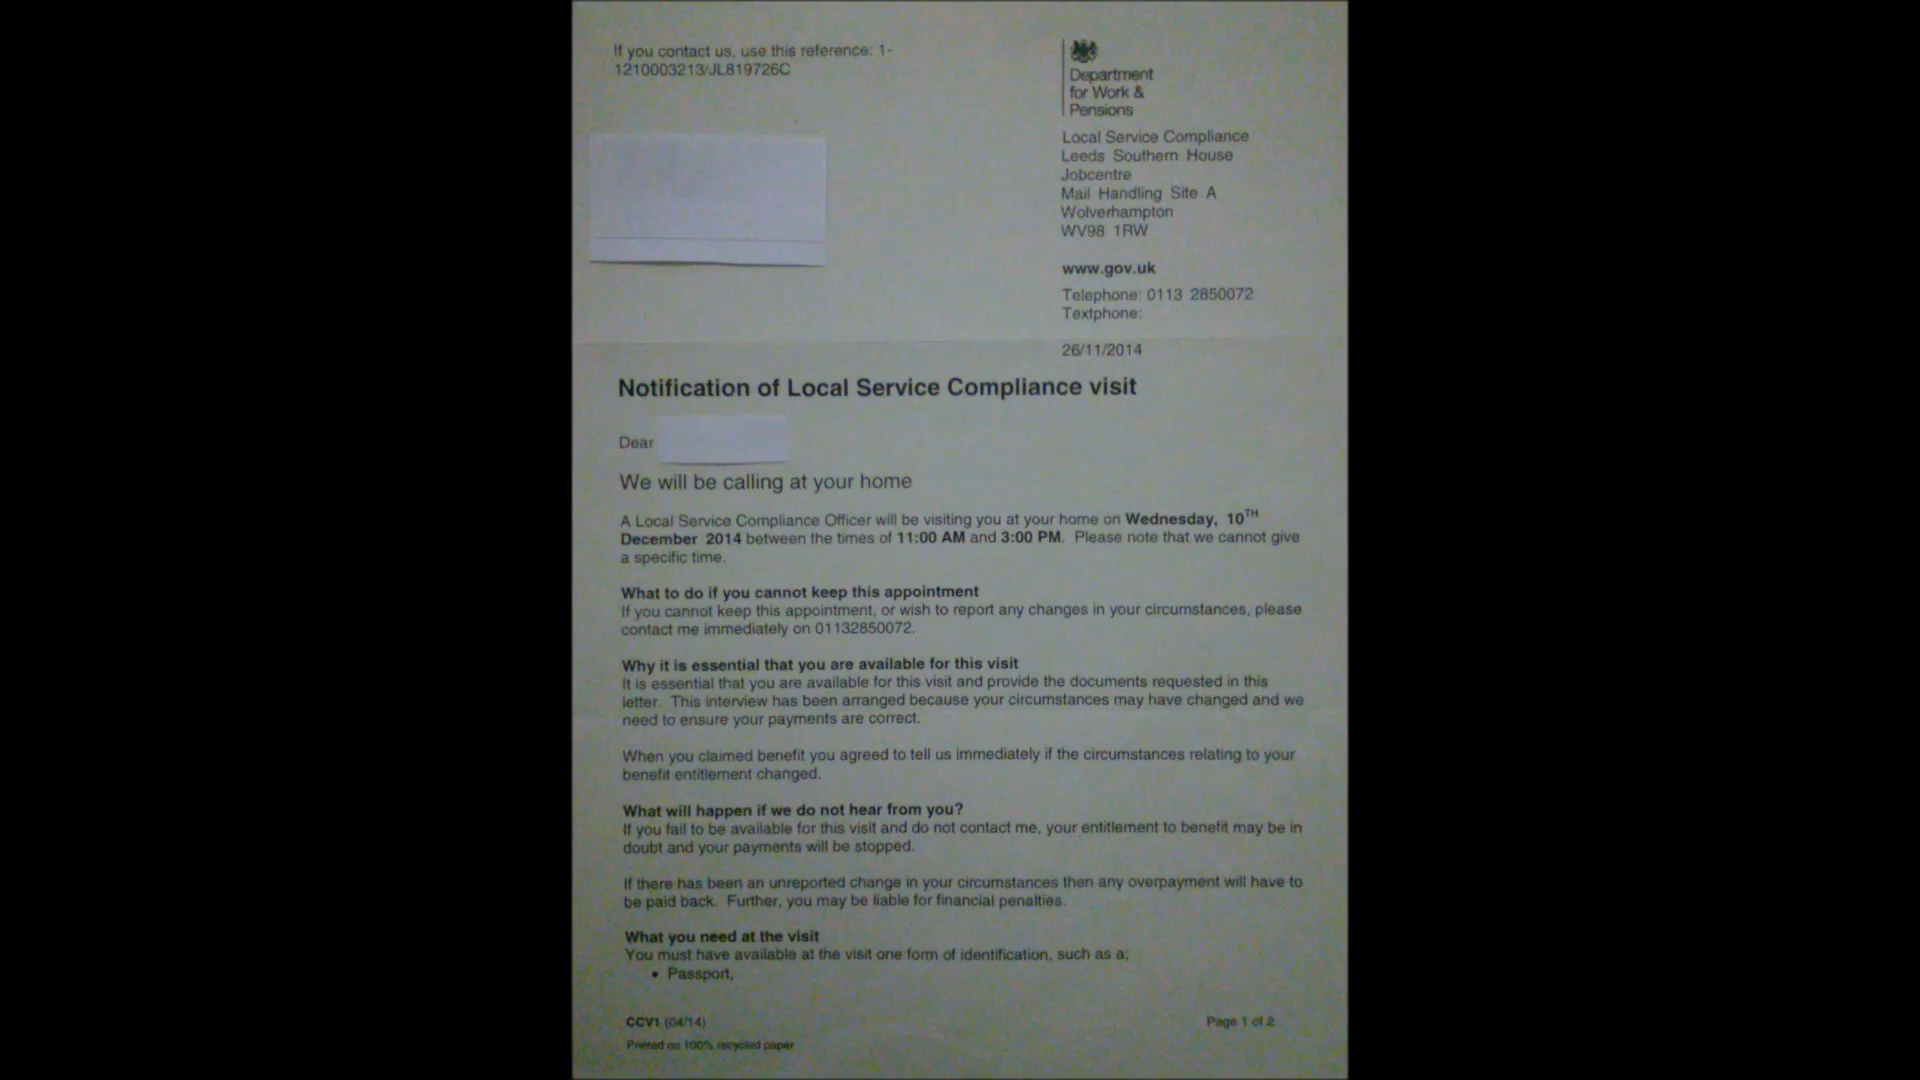 If you contact us, use this reference: 1-
1210003213/JL819726C
Department
for Work &
Pensions
Local Service Compliance
Leeds Southern House
Jobcentre
Mail Handling Site A
Wolverhampton
WV98 1RW
www.gov.uk
Telephone: 0113 2850072
Textphone:
26/11/2014
Notification of Local Service Compliance visit
Dear
We will be calling at your home
A Local Service Compliance Officer will be visiting you at your home on Wednesday, 10TH
December 2014 between the times of 11:00 AM and 3:00 PM. Please note that we cannot give
a specific time.
What to do if you cannot keep this appointment
If you cannot keep this appointment, or wish to report any changes in your circumstances, please
contact me immediately on 01132850072.
Why it is essential that you are available for this visit
It is essential that you are available for this visit and provide the documents requested in this
letter. This interview has been arranged because your circumstances may have changed and we
need to ensure your payments are correct.
When you claimed benefit you agreed to tell us immediately if the circumstances relating to your
benefit entitlement changed.
What will happen if we do not hear from you?
If you fail to be available for this visit and do not contact me, your entitlement to benefit may be in
doubt and your payments will be stopped.
If there has been an unreported change in your circumstances then any overpayment will have to
be paid back. Further, you may be liable for financial penalties.
What you need at the visit
You must have available at the visit one form of identification, such as a;
• Passport,
CCV1 (04/14)
Page 1 of 2
Printed on 100% recycled paper